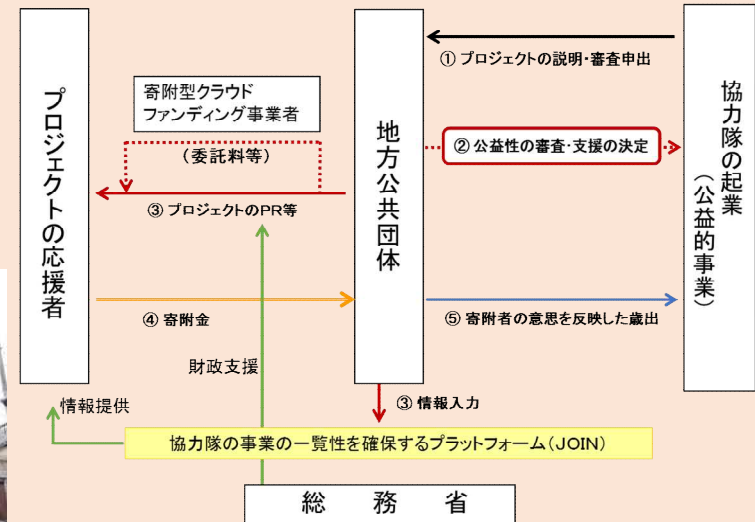 ① プロジェクトの説明・審査申出
寄附型クラウド
ファンディング事業者
プロジェクトの応援者
地方公共団体
協力隊の起業
（公益的事業）
② 公益性の審査・支援の決定
（委託料等）
③ プロジェクトのPR等
④ 寄附金
⑤ 寄附者の意思を反映した歳出
財政支援
情報提供
③ 情報入力
協力隊の事業の一覧性を確保するプラットフォーム（JOIN）
総務省